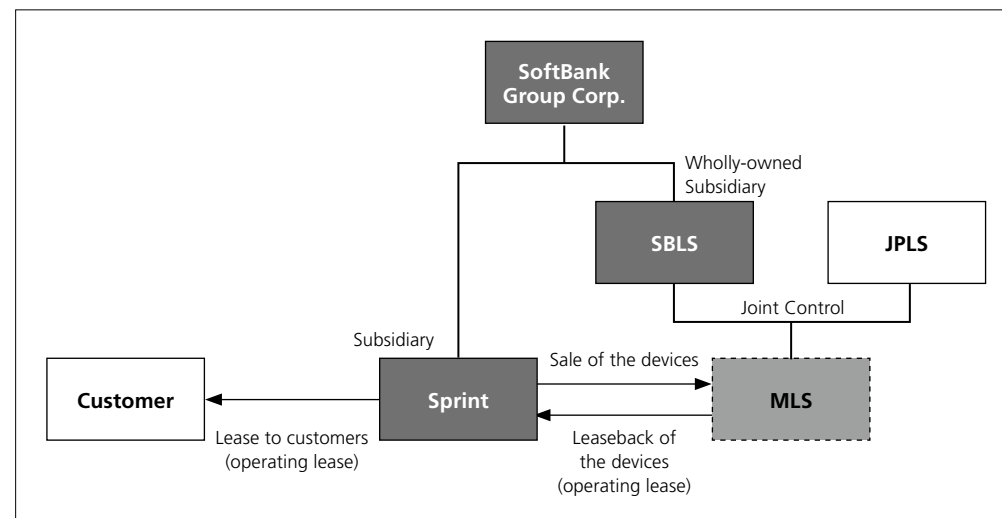 SoftBank
Group Corp.
Wholly-owned
Subsidiary
SBLS
JPLS
Joint Control
Subsidiary
Sale of the devices
Customer
Sprint
MLS
Lease to customers
(operating lease)
Leaseback of
the devices
(operating lease)